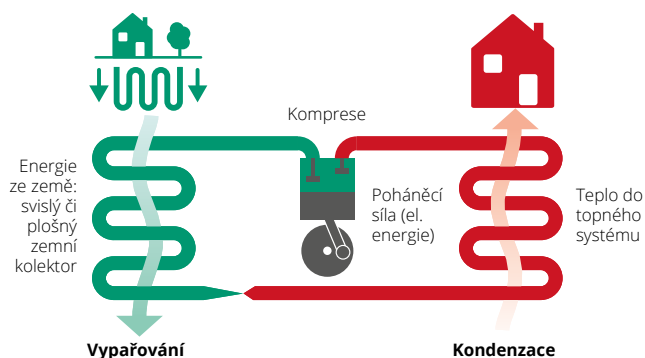 Komprese
Energie
ze země:
svislý či
plošný
zemní
kolektor
Poháněcí
síla (el.
energie)
Teplo do
topného
systému
Vypařování
Kondenzace